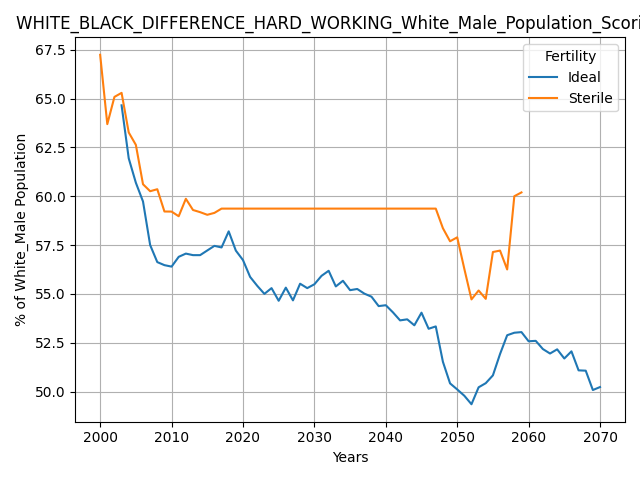 WHITE_BLACK_DIFFERENCE_HARD_WORKING_White_Male_Population_Scori
Fertility
Ideal
Sterile
% of White_Male Population
67.5
65.0
62.5
60.0
57.5
55.0
52.5
50.0
2000 2010 2020 2030 2040 2050 2060 2070
Years